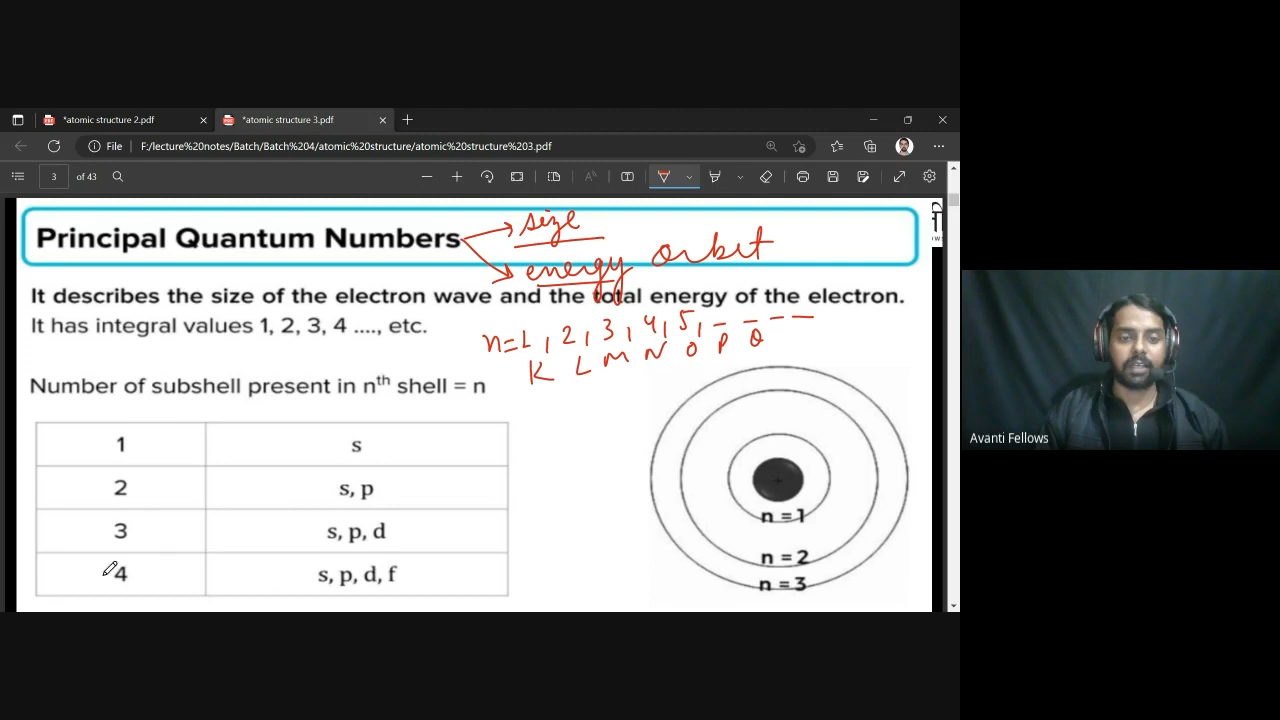 *atomic structure 2.pdf
*atomic structure 3.pdf
File
F:/lecture%20notes/Batch/Batch%204/atomic%20structure/atomic%20structure%203.pdf
3 of 43
Principal Quantum Numbers
size
energy orbit
It describes the size of the electron wave and the total energy of the electron.
It has integral values 1, 2, 3, 4 ...., etc.
n=1, 2, 3, 4, 5, _ _ _ _
K L M N O P Q
Number of subshell present in nth shell = n
1 s
2 s, p
3 s, p, d
4 s, p, d, f
n = 1
n = 2
n = 3
Avanti Fellows